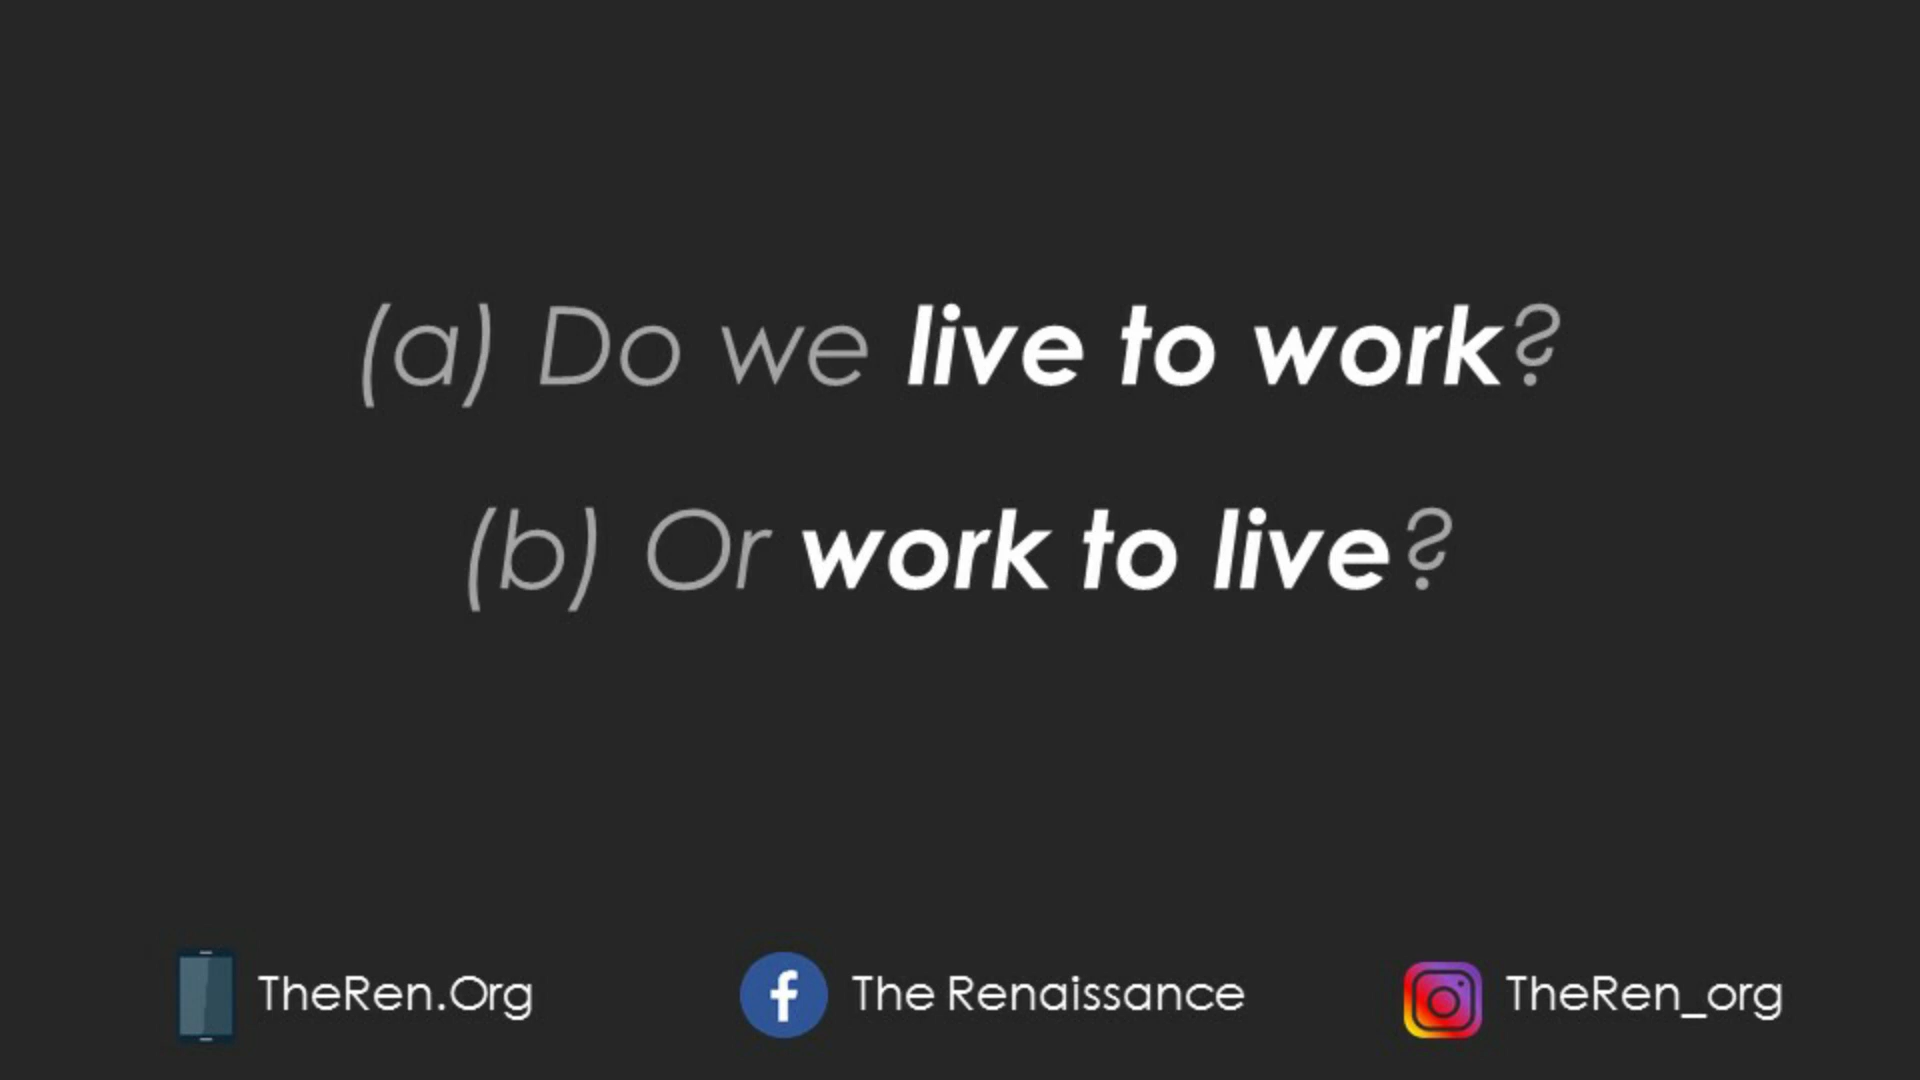 (a) Do we live to work?
(b) Or work to live?
TheRen.Org
The Renaissance
TheRen_org